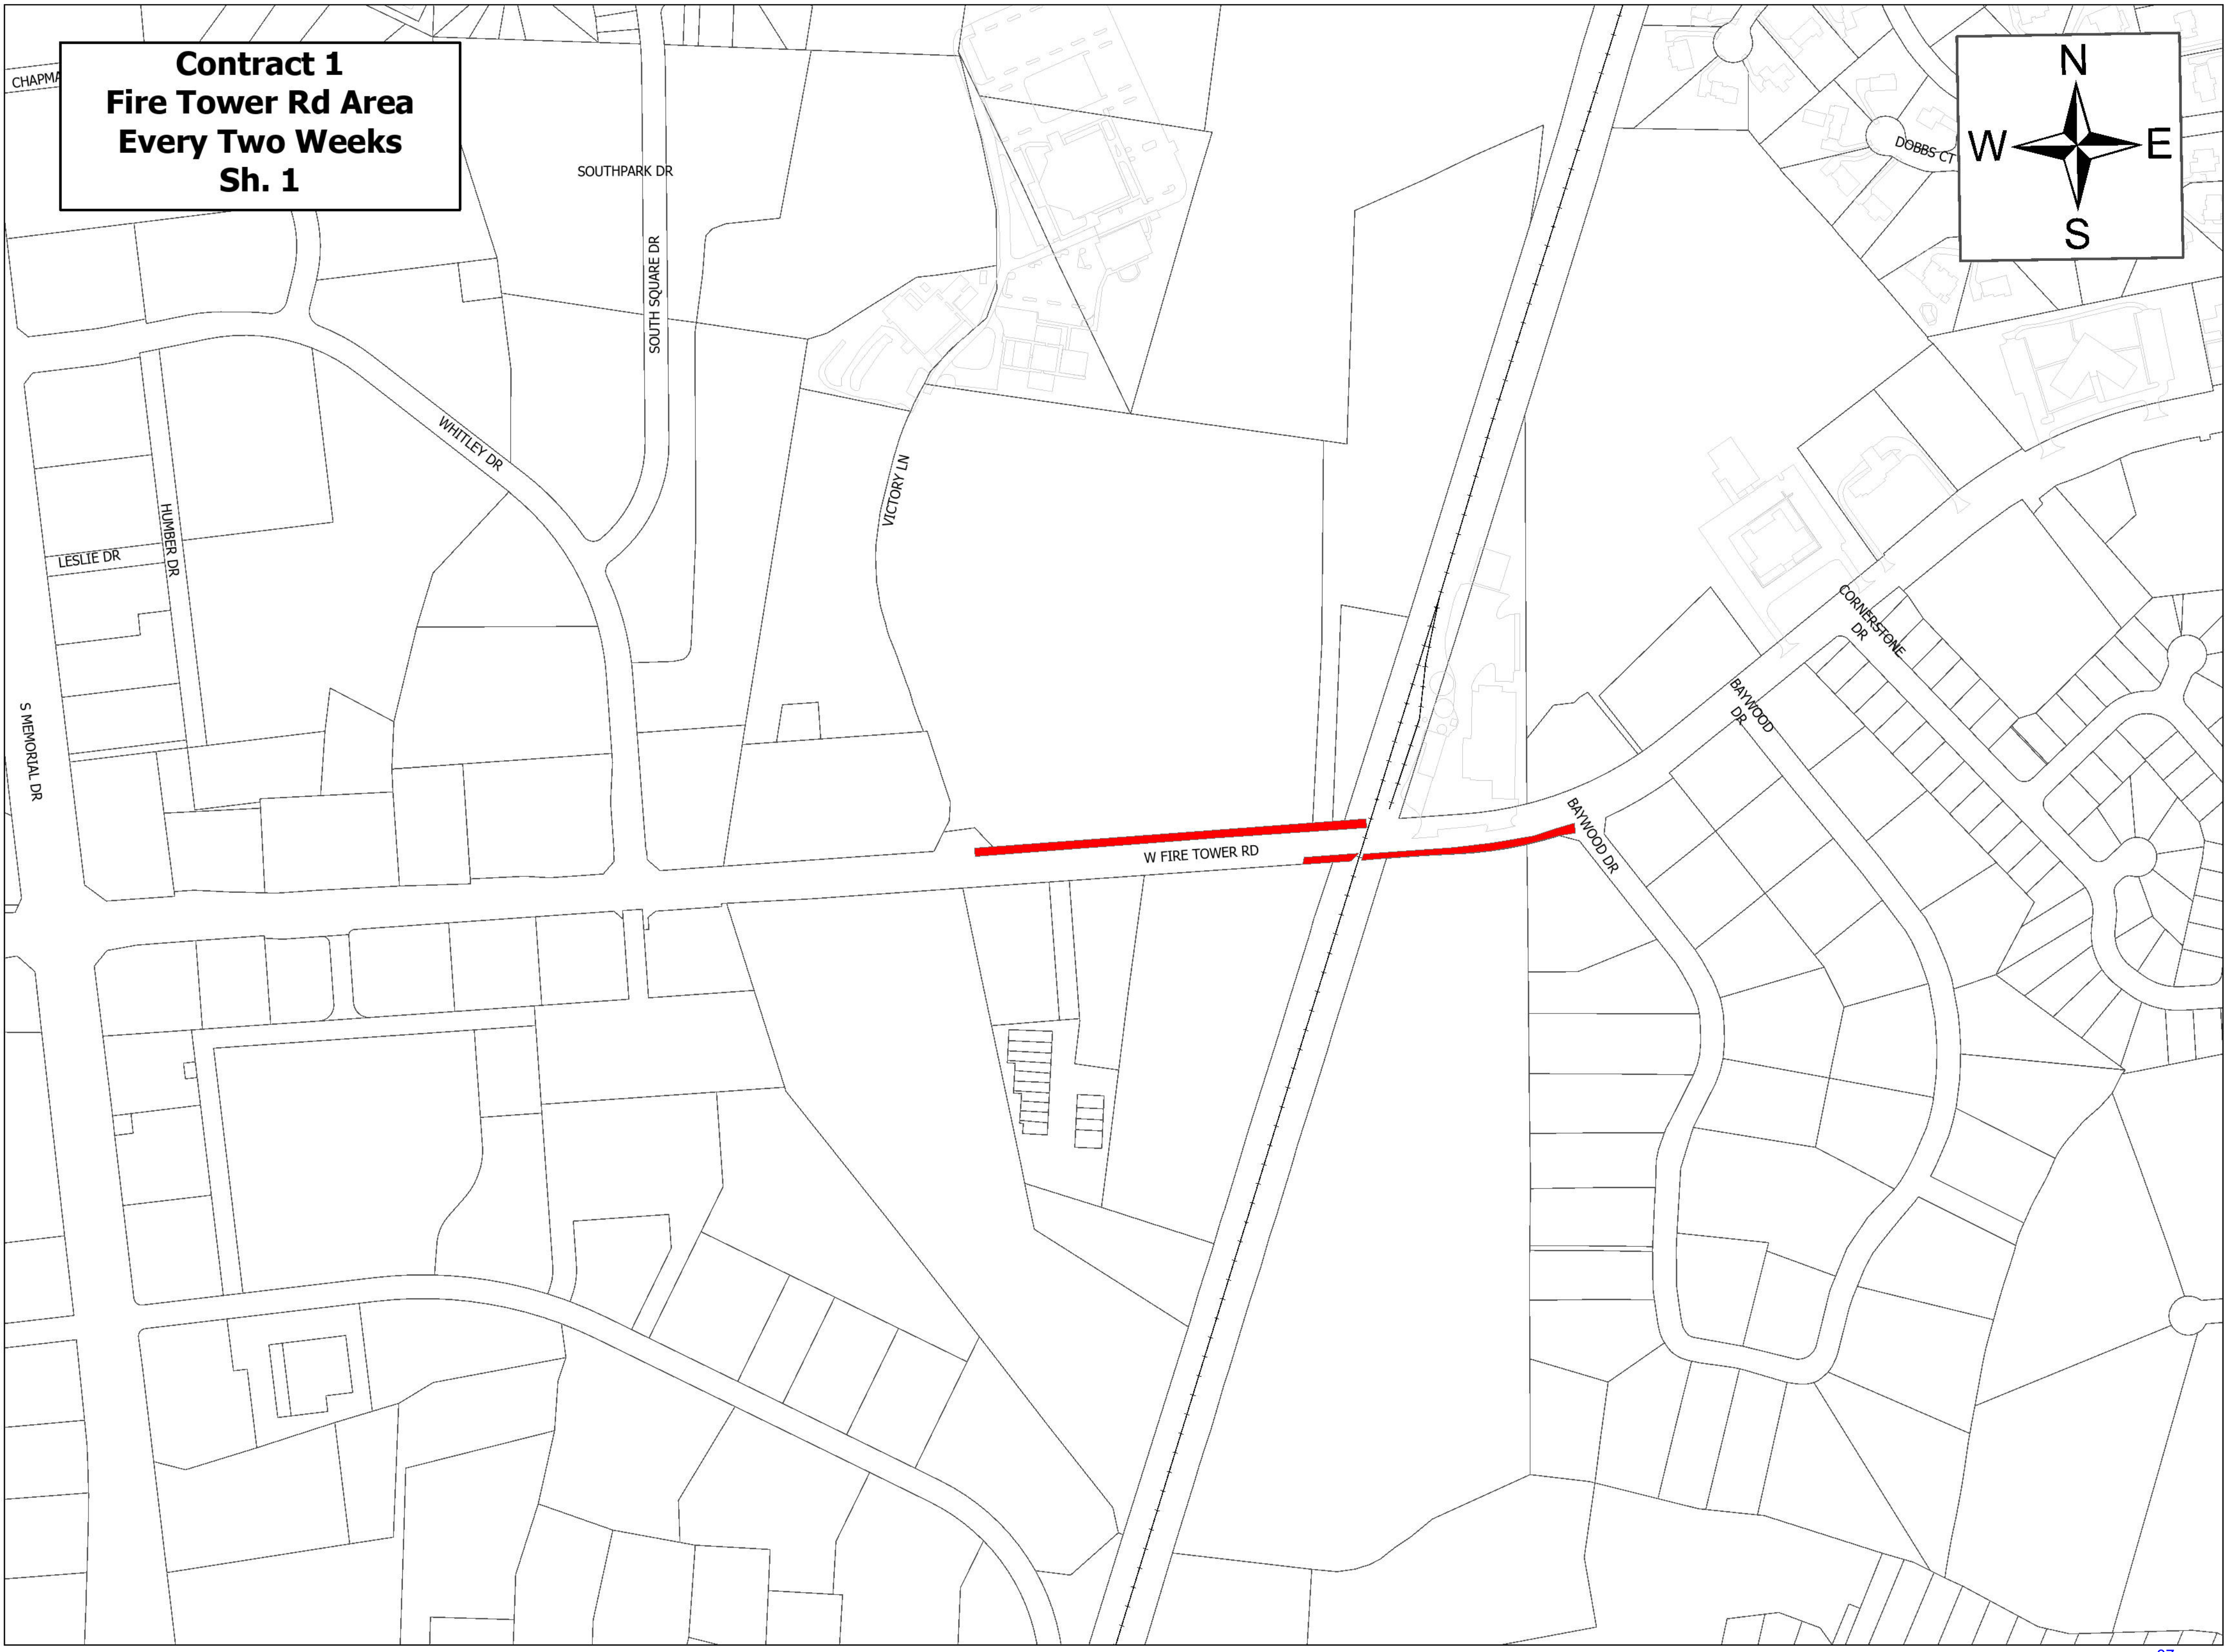 Contract 1
Fire Tower Rd Area
Every Two Weeks
Sh. 1
N
W
E
S
CHAPMA
DOBBS CT
SOUTHPARK DR
SOUTH SQUARE DR
WHITLEY DR
VICTORY LN
HUMBER DR
LESLIE DR
CORNERSTONE
DR
BAYWOOD
DR
S MEMORIAL DR
BAYWOOD DR
W FIRE TOWER RD